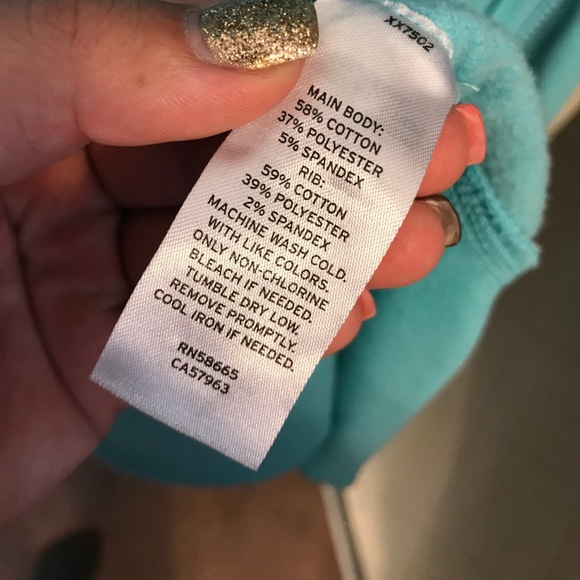 XX7502
MAIN BODY:
58% COTTON
37% POLYESTER
5% SPANDEX
RIB:
59% COTTON
39% POLYESTER
2% SPANDEX
MACHINE WASH COLD.
WITH LIKE COLORS.
ONLY NON-CHLORINE
BLEACH IF NEEDED.
TUMBLE DRY LOW.
REMOVE PROMPTLY.
COOL IRON IF NEEDED.
RN58665
CA57963